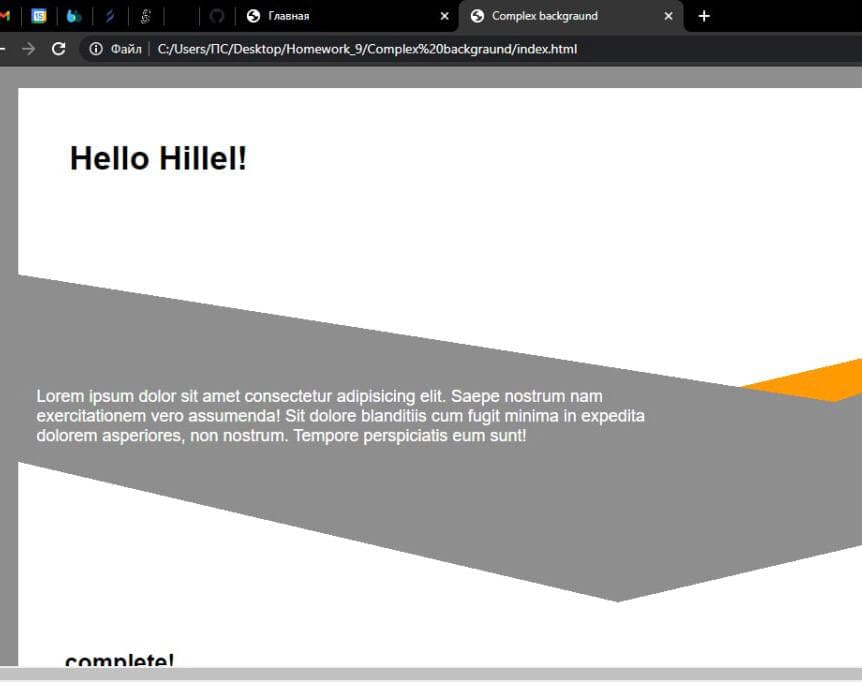 Главная
Complex backgraund
Файл
C:/Users/ПС/Desktop/Homework_9/Complex%20backgraund/index.html
Hello Hillel!
Lorem ipsum dolor sit amet consectetur adipisicing elit. Saepe nostrum nam
exercitationem vero assumenda! Sit dolore blanditiis cum fugit minima in expedita
dolorem asperiores, non nostrum. Tempore perspiciatis eum sunt!
complete!